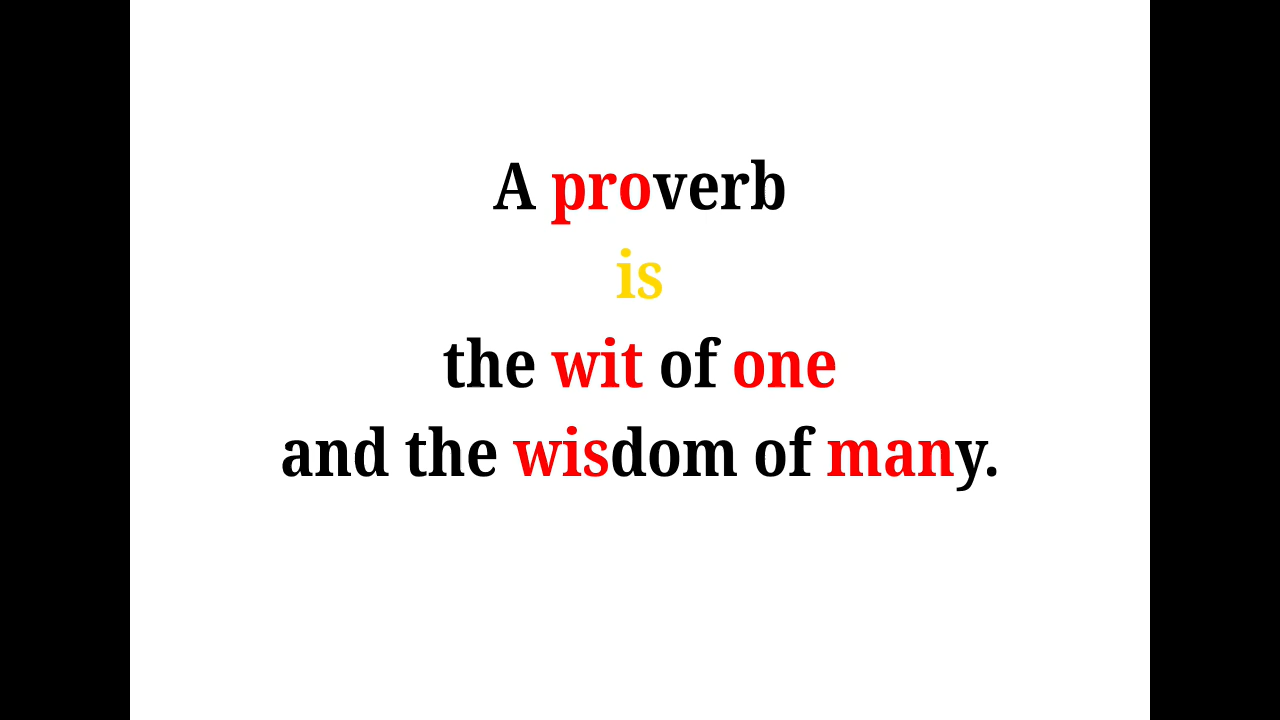 A proverb
is
the wit of one
and the wisdom of many.